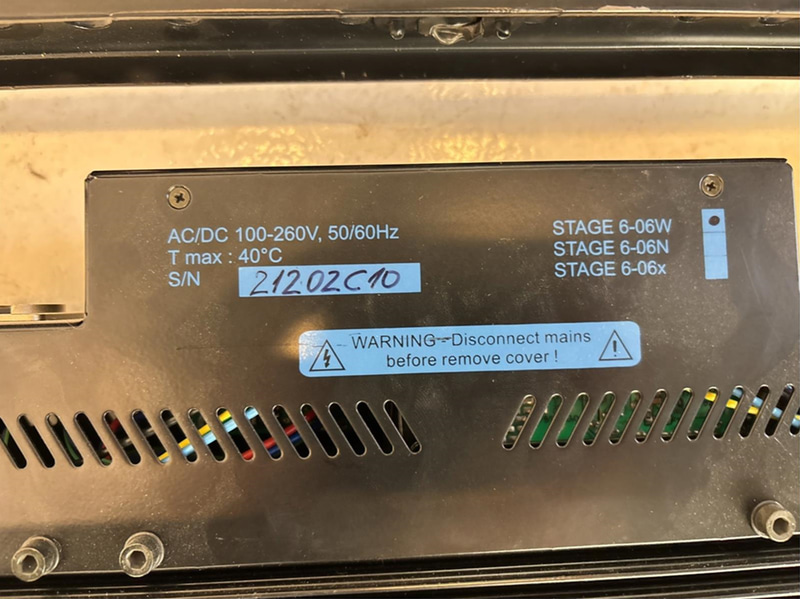 AC/DC 100-260V, 50/60Hz
T max : 40°C
S/N 21202C10
STAGE 6-06W
STAGE 6-06N
STAGE 6-06x
WARNING-Disconnect mains
before remove cover !